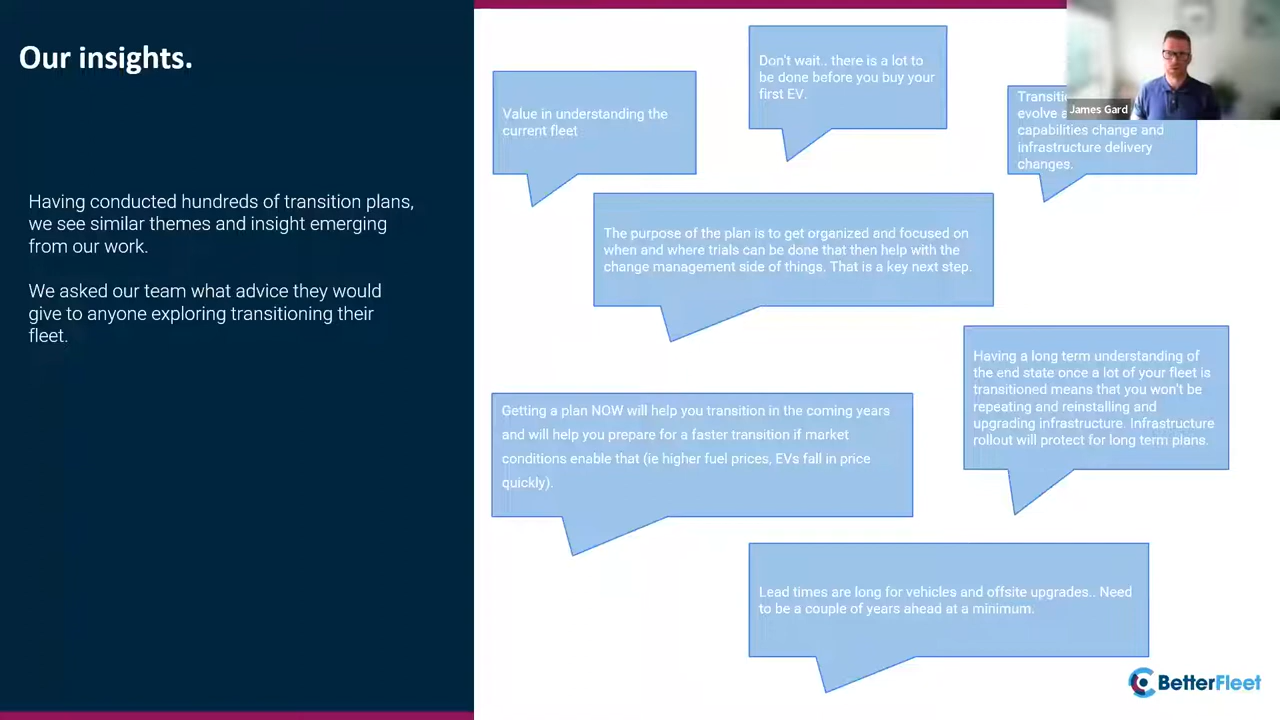 Our insights.
Having conducted hundreds of transition plans,
we see similar themes and insight emerging
from our work.
We asked our team what advice they would
give to anyone exploring transitioning their
fleet.
Value in understanding the
current fleet
Don't wait.. there is a lot to
be done before you buy your
first EV.
evolve
capabilities change and
infrastructure delivery
changes.
James Gard
The purpose of the plan is to get organized and focused on
when and where trials can be done that then help with the
change management side of things. That is a key next step.
Having a long term understanding of
the end state once a lot of your fleet is
transitioned means that you won't be
repeating and reinstalling and
upgrading infrastructure. Infrastructure
rollout will protect for long term plans.
Getting a plan NOW will help you transition in the coming years
and will help you prepare for a faster transition if market
conditions enable that (ie higher fuel prices, EVs fall in price
quickly).
Lead times are long for vehicles and offsite upgrades.. Need
to be a couple of years ahead at a minimum.
BetterFleet